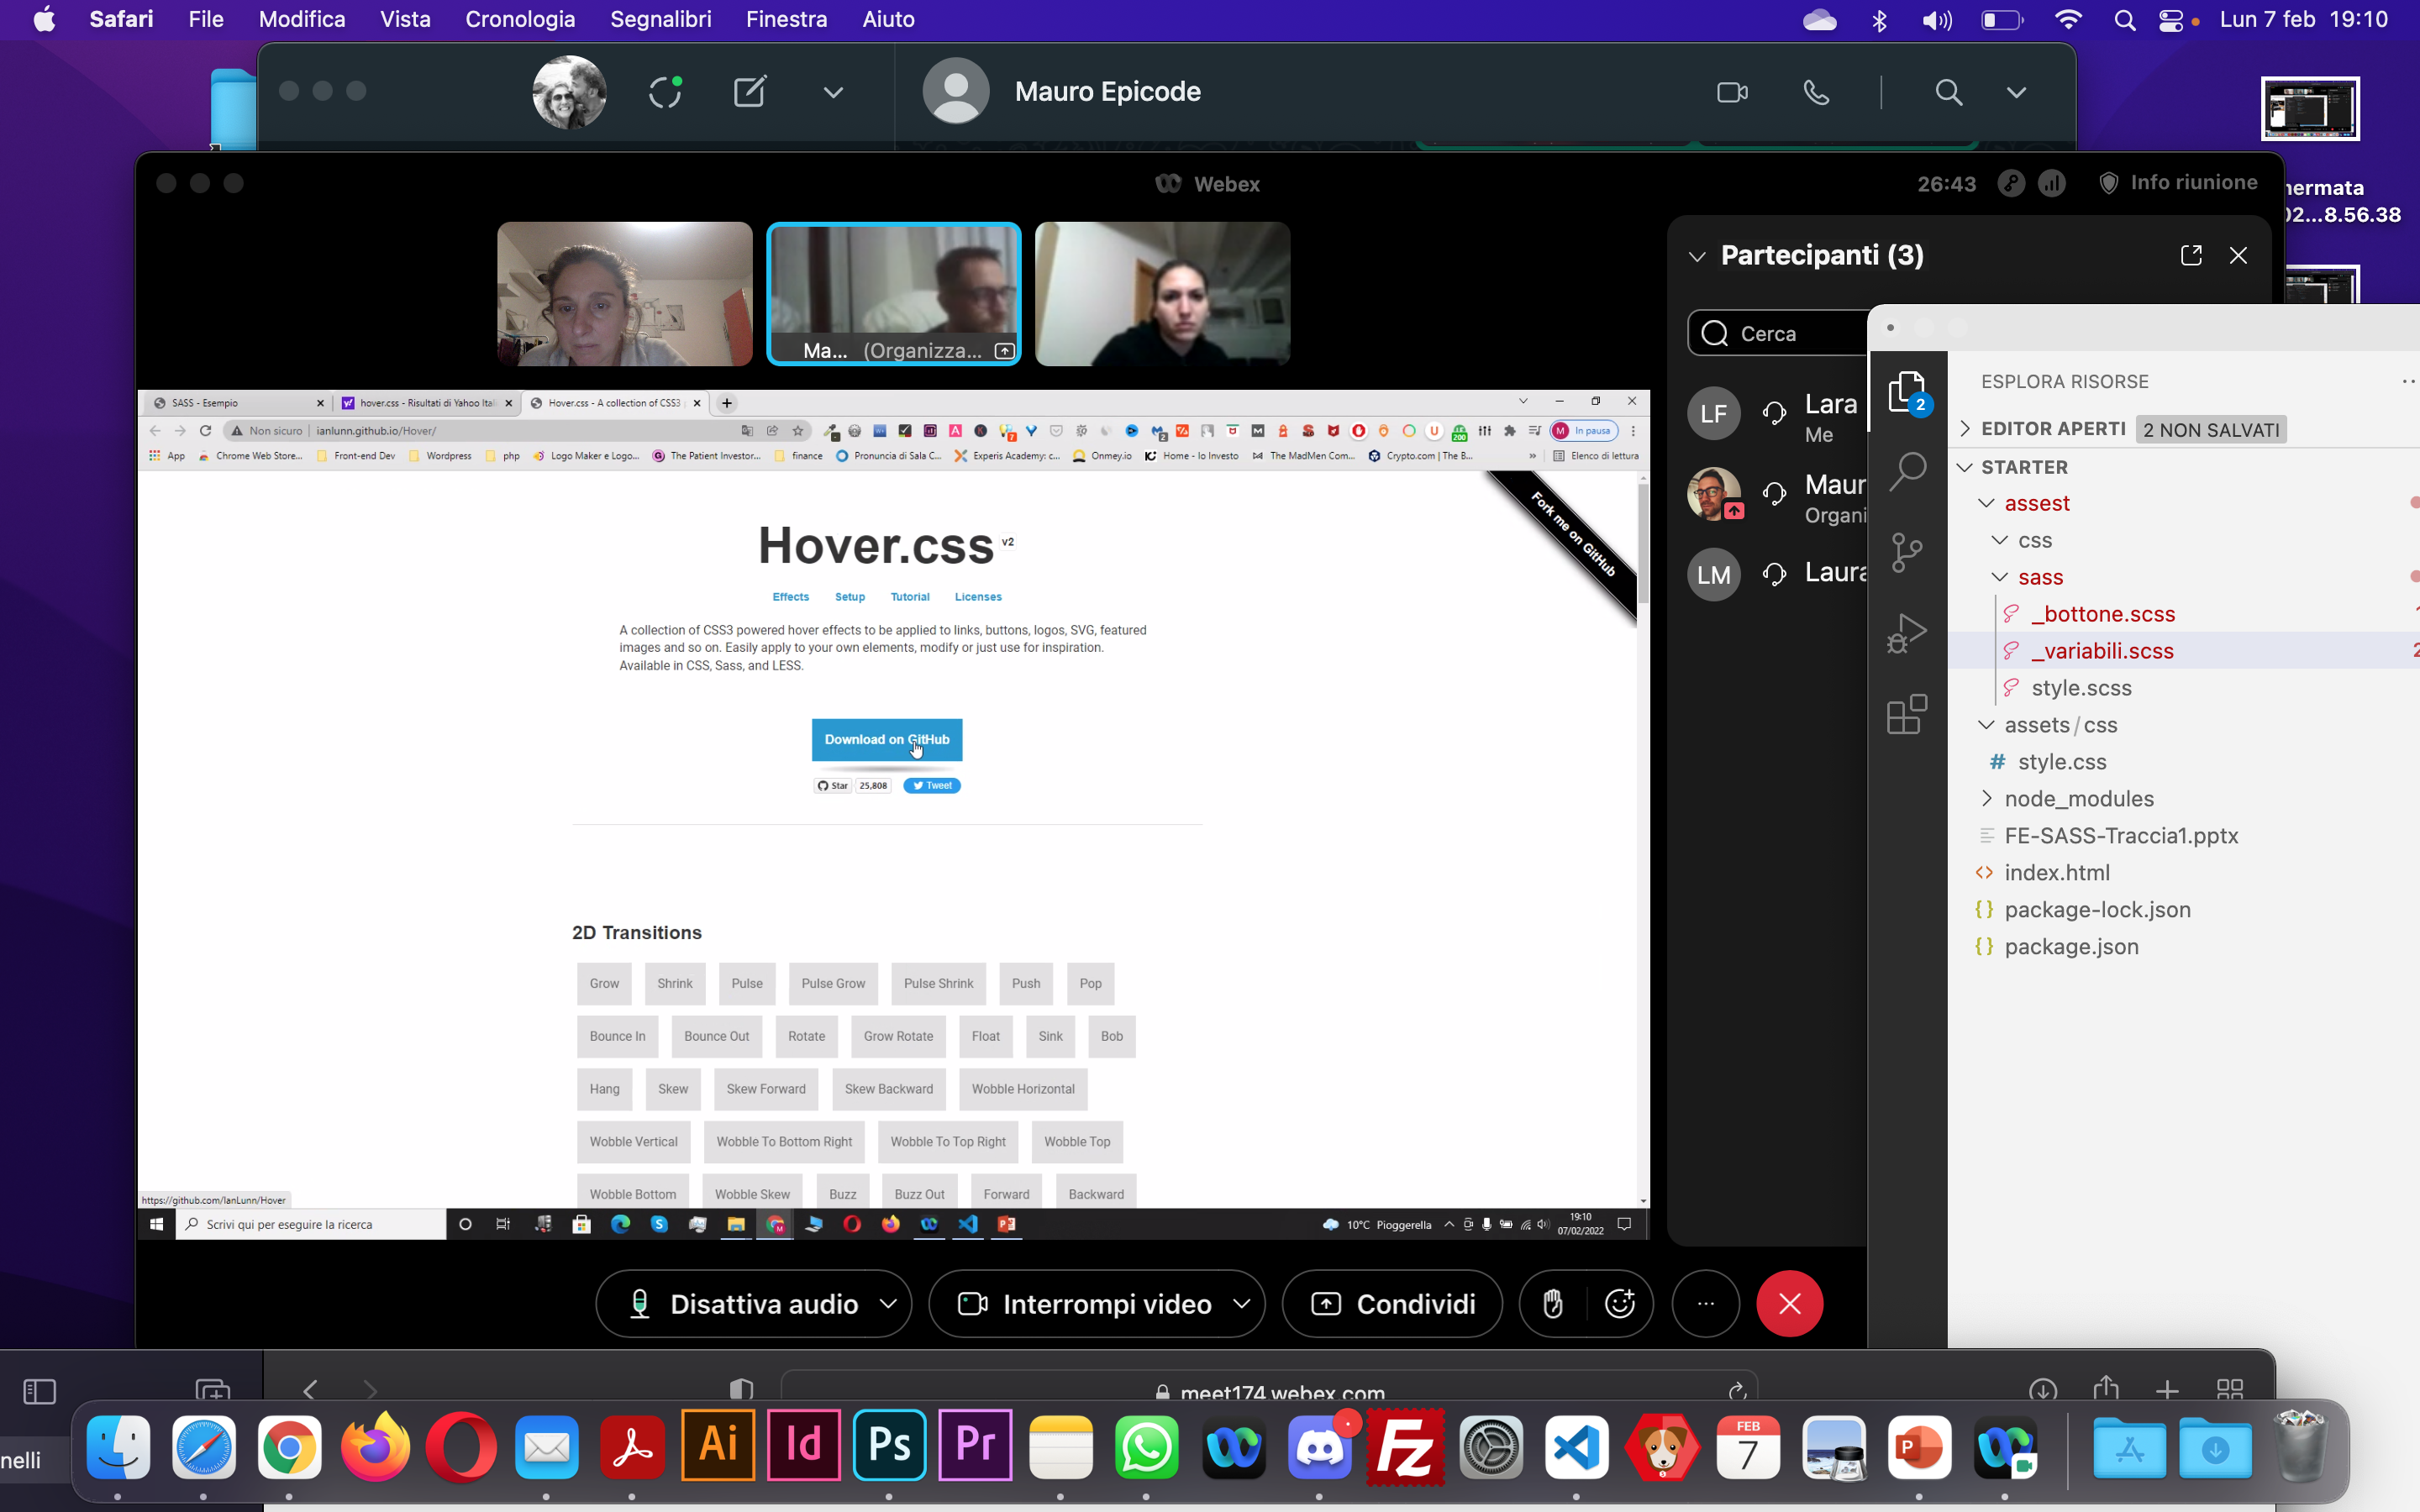 Safari File Modifica Vista Cronologia Segnalibri Finestra Aiuto
Lun 7 feb 19:10
Mauro Epicode
Webex
26:43
Info riunione
02...8.56.38
Ma... (Organizza...
Partecipanti (3)
Cerca
LF
Lara
Me
Maur
Organi
LM
Laura
SASS - Esempio
hover.css - Risultati di Yahoo Ital
Hover.css - A collection of CSS3
Non sicuro ianlunn.github.io/Hover/
In pausa
App
Chrome Web Store...
Front-end Dev
Wordpress
php
Logo Maker e Logo...
The Patient Investor...
finance
Pronuncia di Sala C...
Experis Academy: c...
Onmey.io
Home - Io Investo
The MadMen Com...
Crypto.com | The B...
Elenco di lettura
Fork me on GitHub
Hover.css v2
Effects Setup Tutorial Licenses
A collection of CSS3 powered hover effects to be applied to links, buttons, logos, SVG, featured
images and so on. Easily apply to your own elements, modify or just use for inspiration.
Available in CSS, Sass, and LESS.
Download on GitHub
Star 25,808 Tweet
2D Transitions
Grow Shrink Pulse Pulse Grow Pulse Shrink Push Pop
Bounce In Bounce Out Rotate Grow Rotate Float Sink Bob
Hang Skew Skew Forward Skew Backward Wobble Horizontal
Wobble Vertical Wobble To Bottom Right Wobble To Top Right Wobble Top
Wobble Bottom Wobble Skew Buzz Buzz Out Forward Backward
https://github.com/IanLunn/Hover
Scrivi qui per eseguire la ricerca
10°C Pioggerella
19:10
07/02/2022
ESPLORA RISORSE
2
EDITOR APERTI 2 NON SALVATI
STARTER
assest
css
sass
_bottone.scss
_variabili.scss
style.scss
assets/css
# style.css
node_modules
FE-SASS-Traccia1.pptx
<> index.html
{} package-lock.json
{} package.json
Disattiva audio
Interrompi video
Condividi
meet174.webex.com
nelli
Ai
Id
Ps
Pr
Fz
FEB
7
P